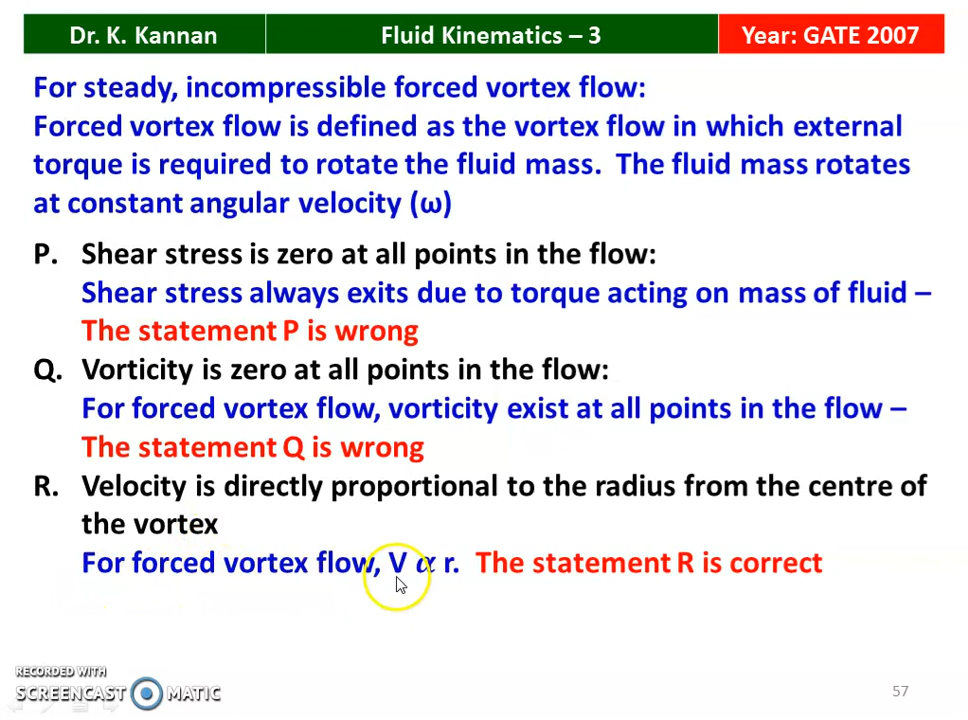 Dr. K. Kannan
Fluid Kinematics – 3
Year: GATE 2007
For steady, incompressible forced vortex flow:
Forced vortex flow is defined as the vortex flow in which external
torque is required to rotate the fluid mass. The fluid mass rotates
at constant angular velocity (ω)
P. Shear stress is zero at all points in the flow:
Shear stress always exits due to torque acting on mass of fluid –
The statement P is wrong
Q. Vorticity is zero at all points in the flow:
For forced vortex flow, vorticity exist at all points in the flow –
The statement Q is wrong
R. Velocity is directly proportional to the radius from the centre of
the vortex
For forced vortex flow, V ∝ r. The statement R is correct
RECORDED WITH
SCREENCAST MATIC
57